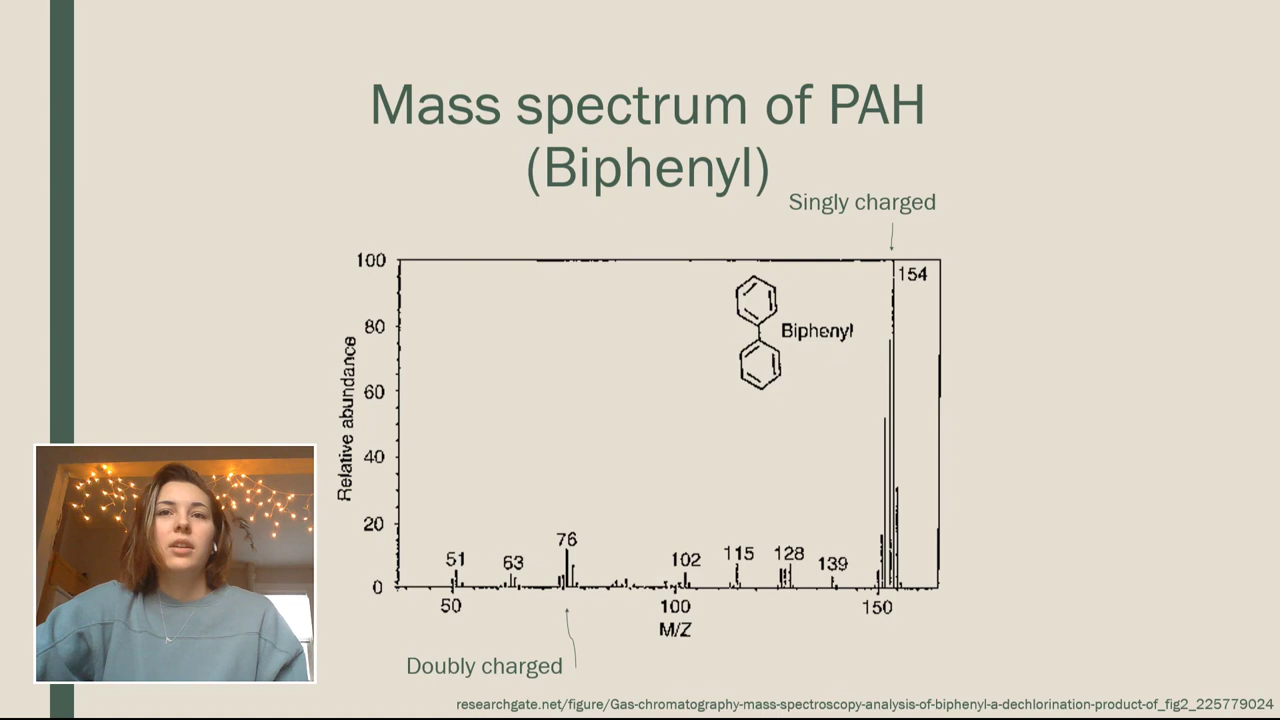 Mass spectrum of PAH
(Biphenyl)
Singly charged
100
154
80
Biphenyl
Relative abundance
60
40
20
76
51
63
102
115
128
139
0
50
100
150
M/Z
Doubly charged
researchgate.net/figure/Gas-chromatography-mass-spectroscopy-analysis-of-biphenyl-a-dechlorination-product-of_fig2_225779024